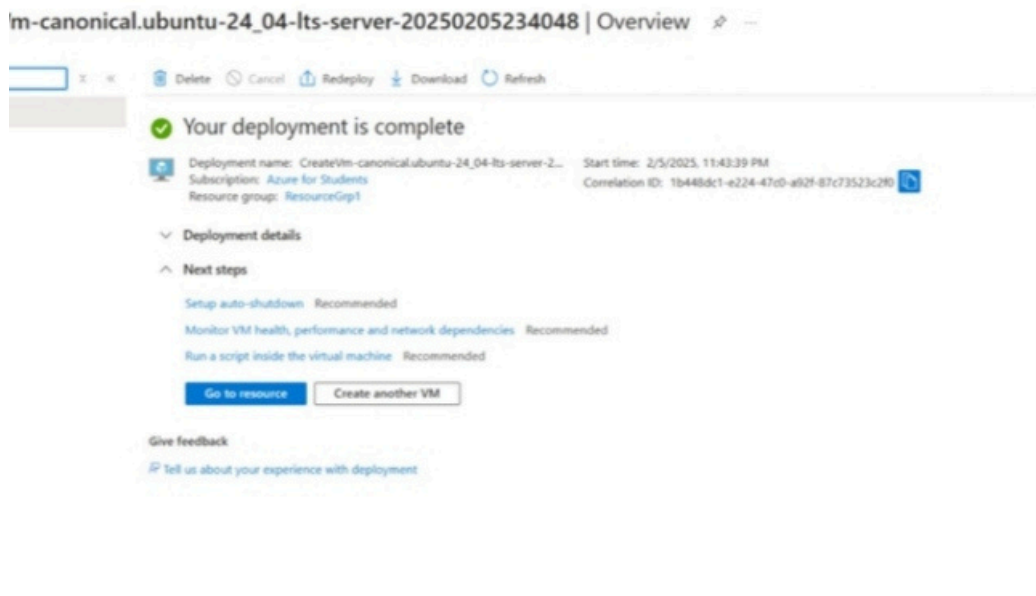 m-canonical.ubuntu-24_04-lts-server-20250205234048 | Overview
Delete Cancel Redeploy Download Refresh
Your deployment is complete
Deployment name: CreateVm-canonical.ubuntu-24_04-lts-server-2... Start time: 2/5/2025, 11:43:39 PM
Subscription: Azure for Students Correlation ID: 1b448dc1-e224-47c0-a92f-87c73523c2f0
Resource group: ResourceGrp1
Deployment details
Next steps
Setup auto-shutdown Recommended
Monitor VM health, performance and network dependencies Recommended
Run a script inside the virtual machine Recommended
Go to resource Create another VM
Give feedback
Tell us about your experience with deployment